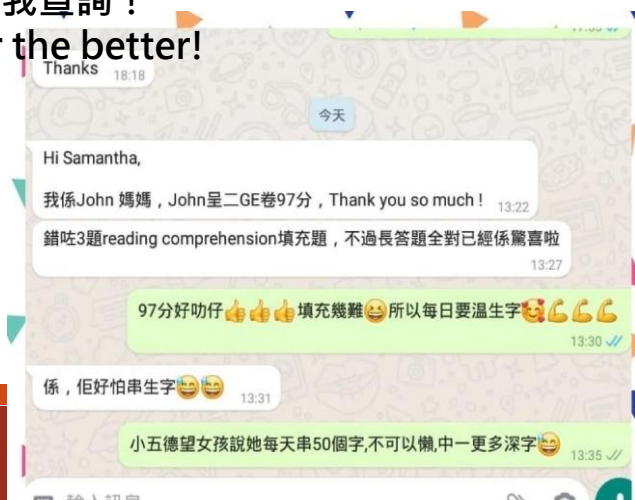 我查詢！
the better!
Thanks 18:18
今天
Hi Samantha,
我係John 媽媽，John呈二GE卷97分，Thank you so much！ 13:22
錯咗3題reading comprehension填充題，不過長答題全對已經係驚喜啦
13:27
97分好叻仔👍👍👍填充幾難😆所以每日要温生字🥰💪💪💪
13:30
係，佢好怕串生字😅😅 13:31
小五德望女孩說她每天串50個字,不可以懶,中一更多深字😅 13:35
輸入訊息